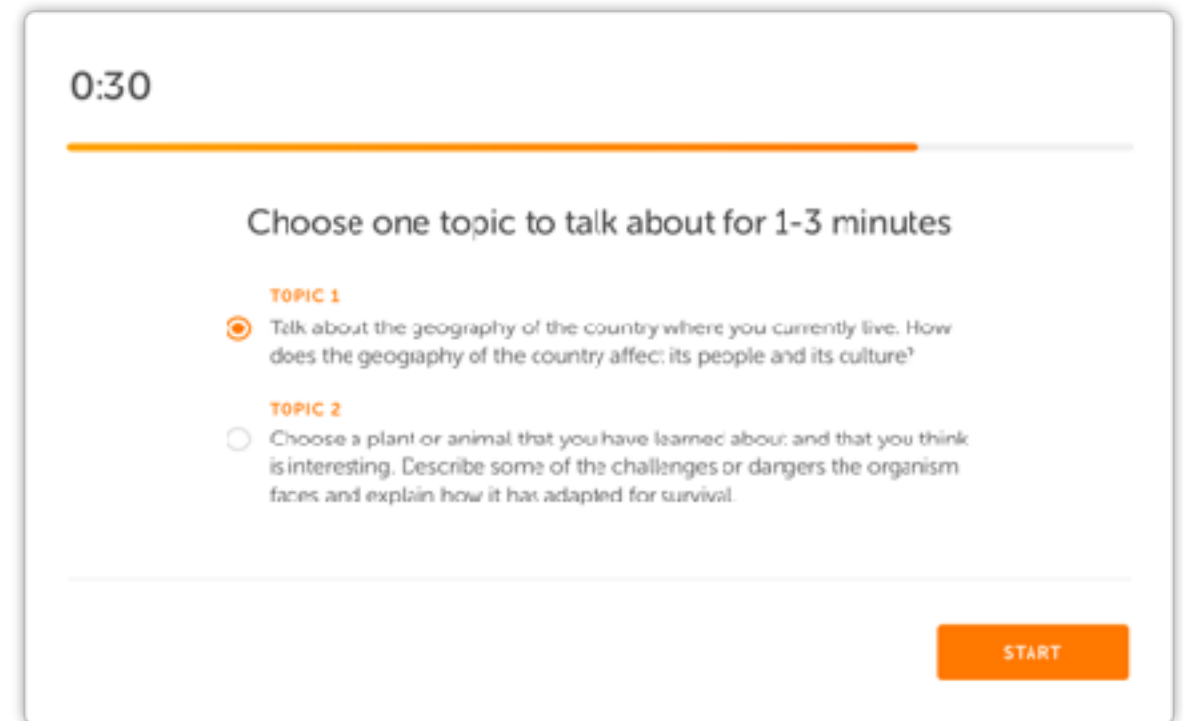 0:30
Choose one topic to talk about for 1-3 minutes
TOPIC 1
Talk about the geography of the country where you currently live. How
does the geography of the country affect its people and its culture?
TOPIC 2
Choose a plant or animal that you have learned about and that you think
is interesting. Describe some of the challenges or dangers the organism
faces and explain how it has adapted for survival.
START